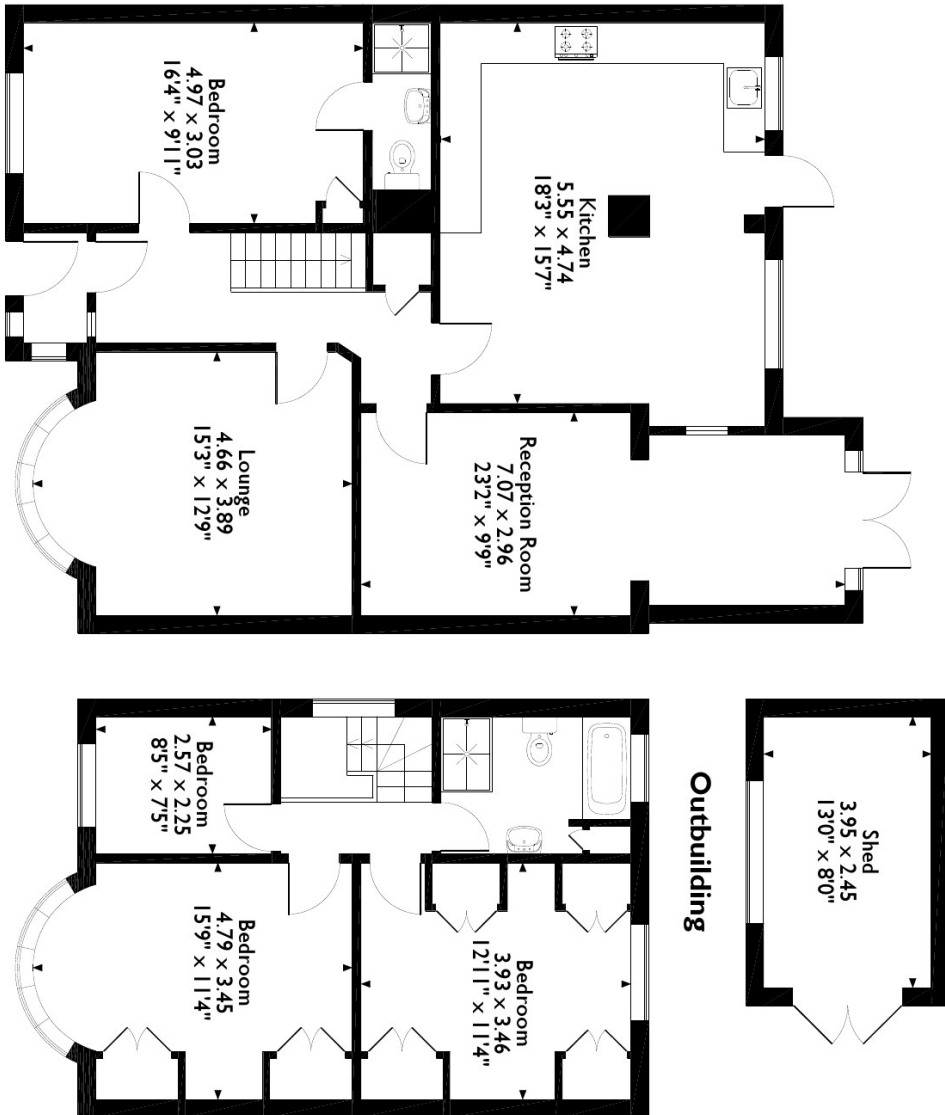 Bedroom
4.97 x 3.03
16'4" x 9'11"
Kitchen
5.55 x 4.74
18'3" x 15'7"
Lounge
4.66 x 3.89
15'3" x 12'9"
Reception Room
7.07 x 2.96
23'2" x 9'9"
Bedroom
2.57 x 2.25
8'5" x 7'5"
Bedroom
4.79 x 3.45
15'9" x 11'4"
Bedroom
3.93 x 3.46
12'11" x 11'4"
Outbuilding
Shed
3.95 x 2.45
13'0" x 8'0"